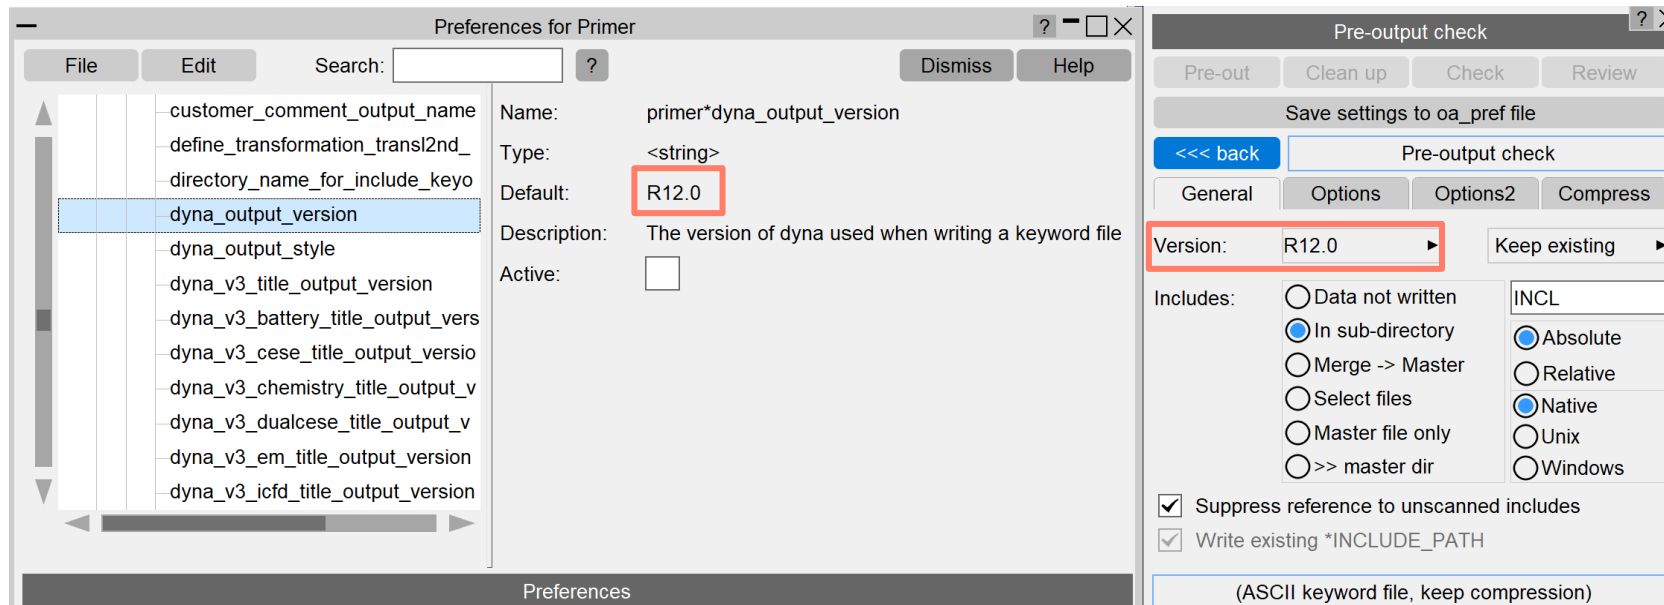 Preferences for Primer
?
File
Edit
Search:
?
Dismiss
Help
customer_comment_output_name
define_transformation_transl2nd_
directory_name_for_include_keyo
dyna_output_version
dyna_output_style
dyna_v3_title_output_version
dyna_v3_battery_title_output_vers
dyna_v3_cese_title_output_versio
dyna_v3_chemistry_title_output_v
dyna_v3_dualcese_title_output_v
dyna_v3_em_title_output_version
dyna_v3_icfd_title_output_version
Name: primer*dyna_output_version
Type: <string>
Default: R12.0
Description: The version of dyna used when writing a keyword file
Active:
Preferences
?
Pre-output check
Pre-out
Clean up
Check
Review
Save settings to oa_pref file
<<< back
Pre-output check
General
Options
Options2
Compress
Version: R12.0
Keep existing
Includes:
Data not written
In sub-directory
Merge -> Master
Select files
Master file only
>> master dir
INCL
Absolute
Relative
Native
Unix
Windows
Suppress reference to unscanned includes
Write existing *INCLUDE_PATH
(ASCII keyword file, keep compression)